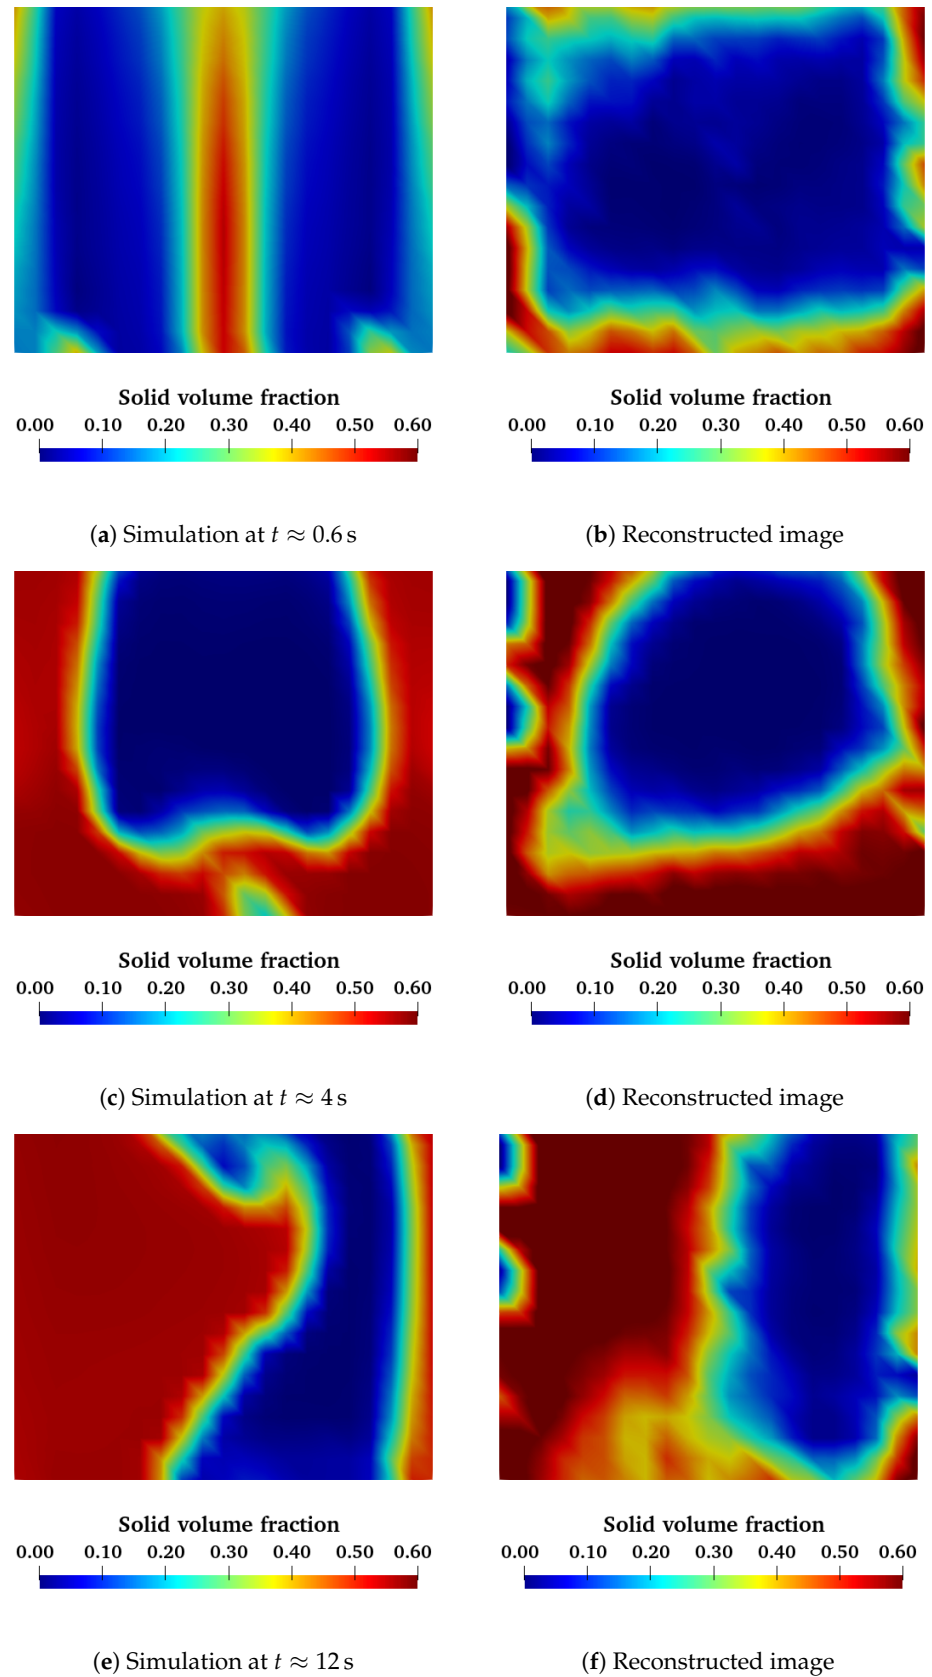 Solid volume fraction Solid volume fraction
0.00 0.10 0.20 0.30 0.40 0.50 0.60 0.00 0.10 0.20 0.30 0.40 0.50 0.60
(a) Simulation at t ≈ 0.6 s (b) Reconstructed image
Solid volume fraction Solid volume fraction
0.00 0.10 0.20 0.30 0.40 0.50 0.60 0.00 0.10 0.20 0.30 0.40 0.50 0.60
(c) Simulation at t ≈ 4 s (d) Reconstructed image
Solid volume fraction Solid volume fraction
0.00 0.10 0.20 0.30 0.40 0.50 0.60 0.00 0.10 0.20 0.30 0.40 0.50 0.60
(e) Simulation at t ≈ 12 s (f) Reconstructed image